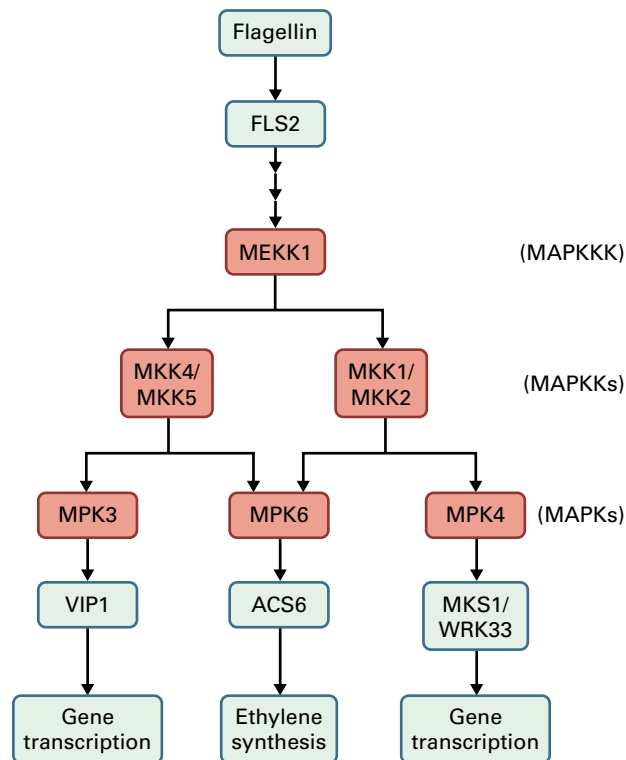 Flagellin
FLS2
MEKK1
(MAPKKK)
MKK4/
MKK5
MKK1/
MKK2
(MAPKKs)
MPK3
MPK6
MPK4
(MAPKs)
VIP1
ACS6
MKS1/
WRK33
Gene
transcription
Ethylene
synthesis
Gene
transcription